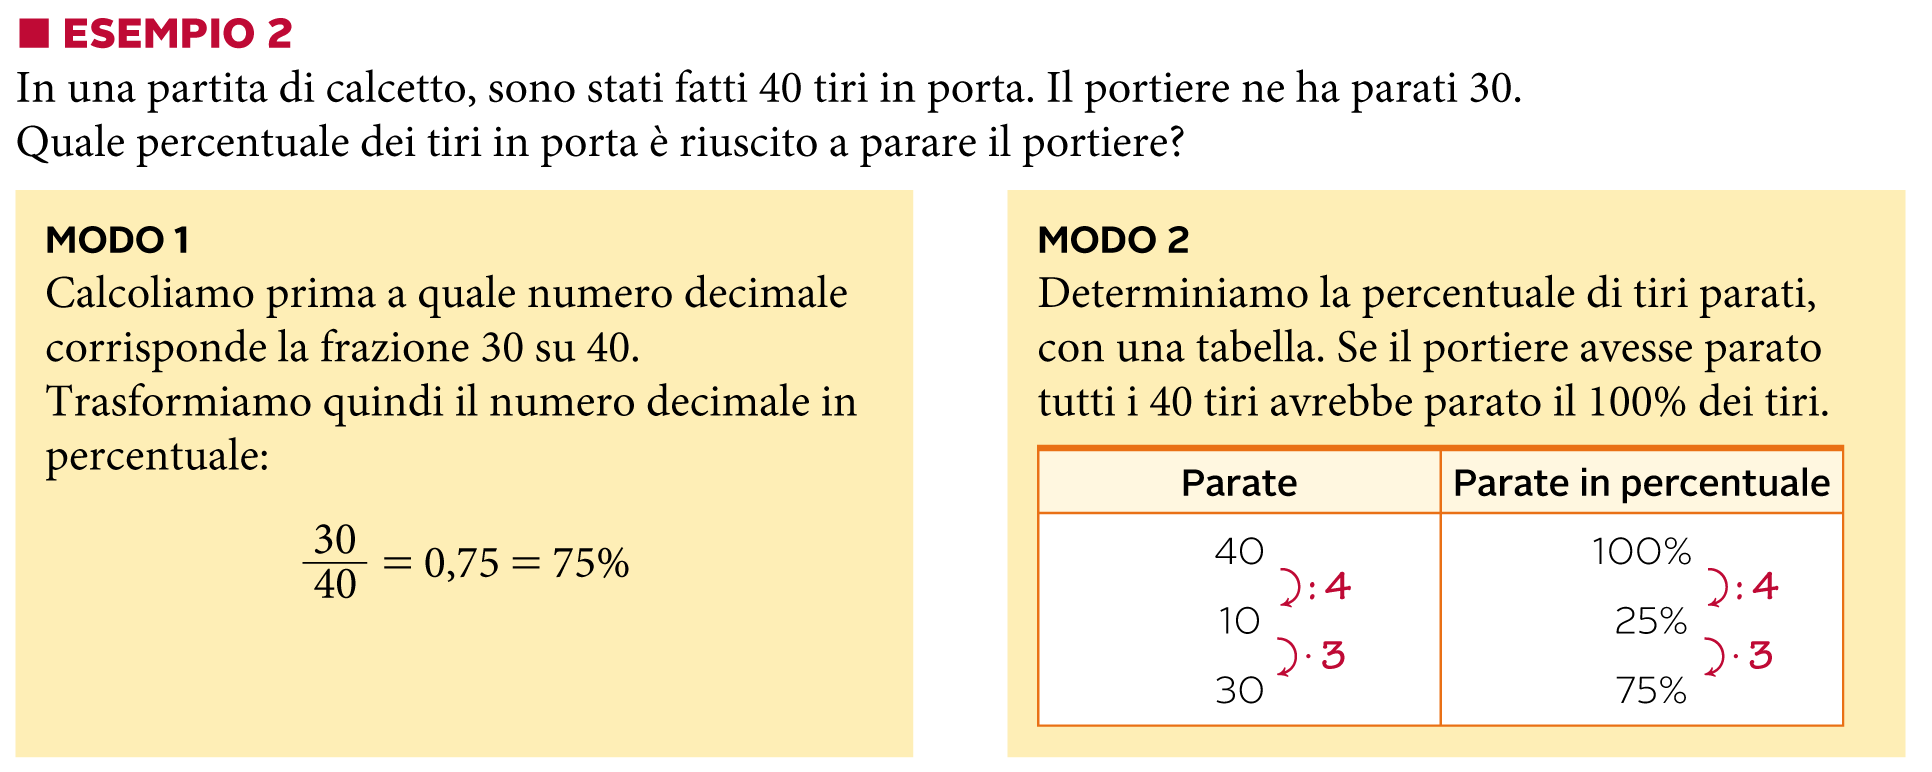 ESEMPIO 2
In una partita di calcetto, sono stati fatti 40 tiri in porta. Il portiere ne ha parati 30.
Quale percentuale dei tiri in porta è riuscito a parare il portiere?
MODO 1
Calcoliamo prima a quale numero decimale
corrisponde la frazione 30 su 40.
Trasformiamo quindi il numero decimale in
percentuale:
30/40 = 0,75 = 75%
MODO 2
Determiniamo la percentuale di tiri parati,
con una tabella. Se il portiere avesse parato
tutti i 40 tiri avrebbe parato il 100% dei tiri.
Parate Parate in percentuale
40 100%
: 4 : 4
10 25%
· 3 · 3
30 75%